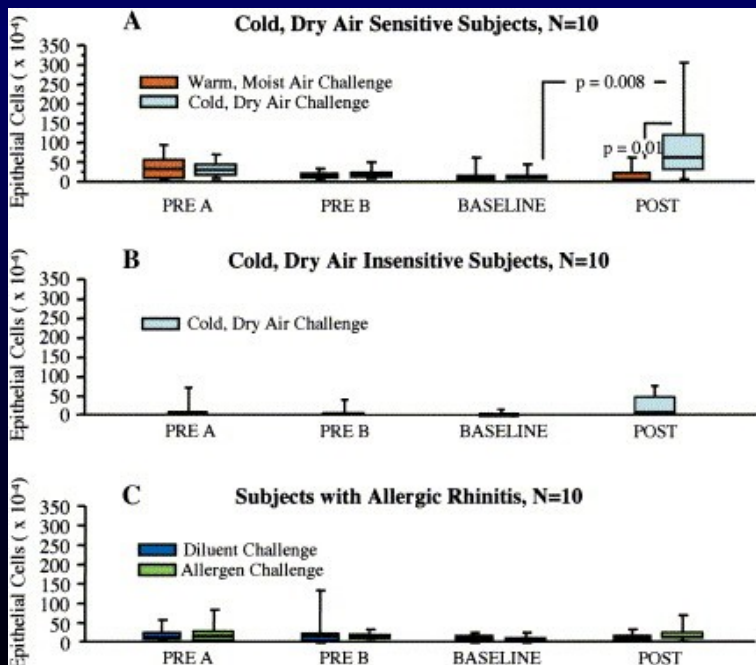 A Cold, Dry Air Sensitive Subjects, N=10
Epithelial Cells ( x 10⁻⁴)
350
300
250
200
150
100
50
0
Warm, Moist Air Challenge
Cold, Dry Air Challenge
p = 0.008
p = 0.01
PRE A PRE B BASELINE POST
B Cold, Dry Air Insensitive Subjects, N=10
Epithelial Cells ( x 10⁻⁴)
350
300
250
200
150
100
50
0
Cold, Dry Air Challenge
PRE A PRE B BASELINE POST
C Subjects with Allergic Rhinitis, N=10
Epithelial Cells ( x 10⁻⁴)
350
300
250
200
150
100
50
0
Diluent Challenge
Allergen Challenge
PRE A PRE B BASELINE POST